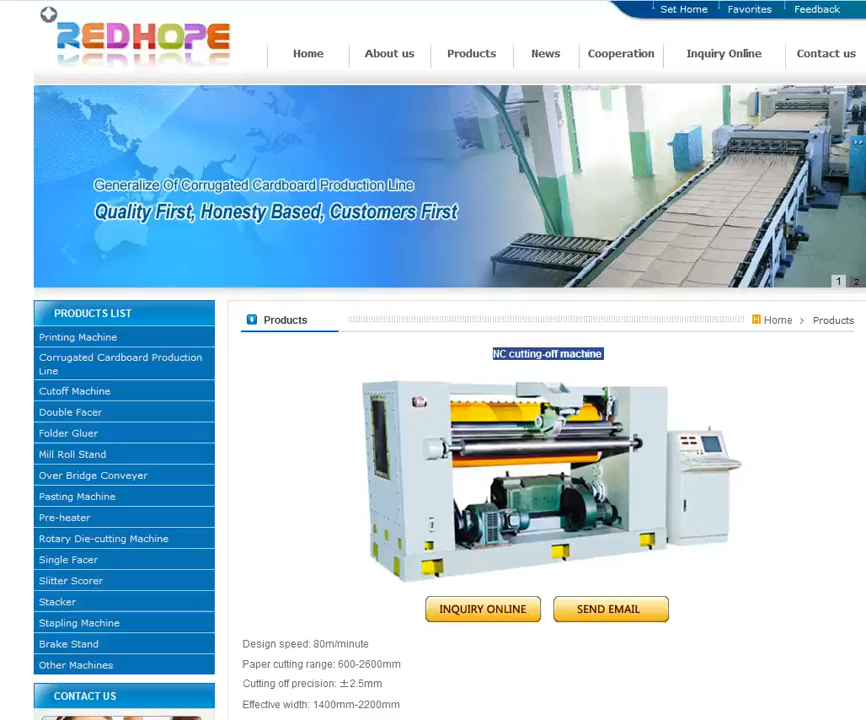 Set Home
Favorites
Feedback
REDHOPE
Home
About us
Products
News
Cooperation
Inquiry Online
Contact us
Generalize Of Corrugated Cardboard Production Line
Quality First, Honesty Based, Customers First
1
2
PRODUCTS LIST
Printing Machine
Corrugated Cardboard Production
Line
Cutoff Machine
Double Facer
Folder Gluer
Mill Roll Stand
Over Bridge Conveyer
Pasting Machine
Pre-heater
Rotary Die-cutting Machine
Single Facer
Slitter Scorer
Stacker
Stapling Machine
Brake Stand
Other Machines
CONTACT US
Products
H Home > Products
NC cutting-off machine
INQUIRY ONLINE
SEND EMAIL
Design speed: 80m/minute
Paper cutting range: 600-2600mm
Cutting off precision: ±2.5mm
Effective width: 1400mm-2200mm